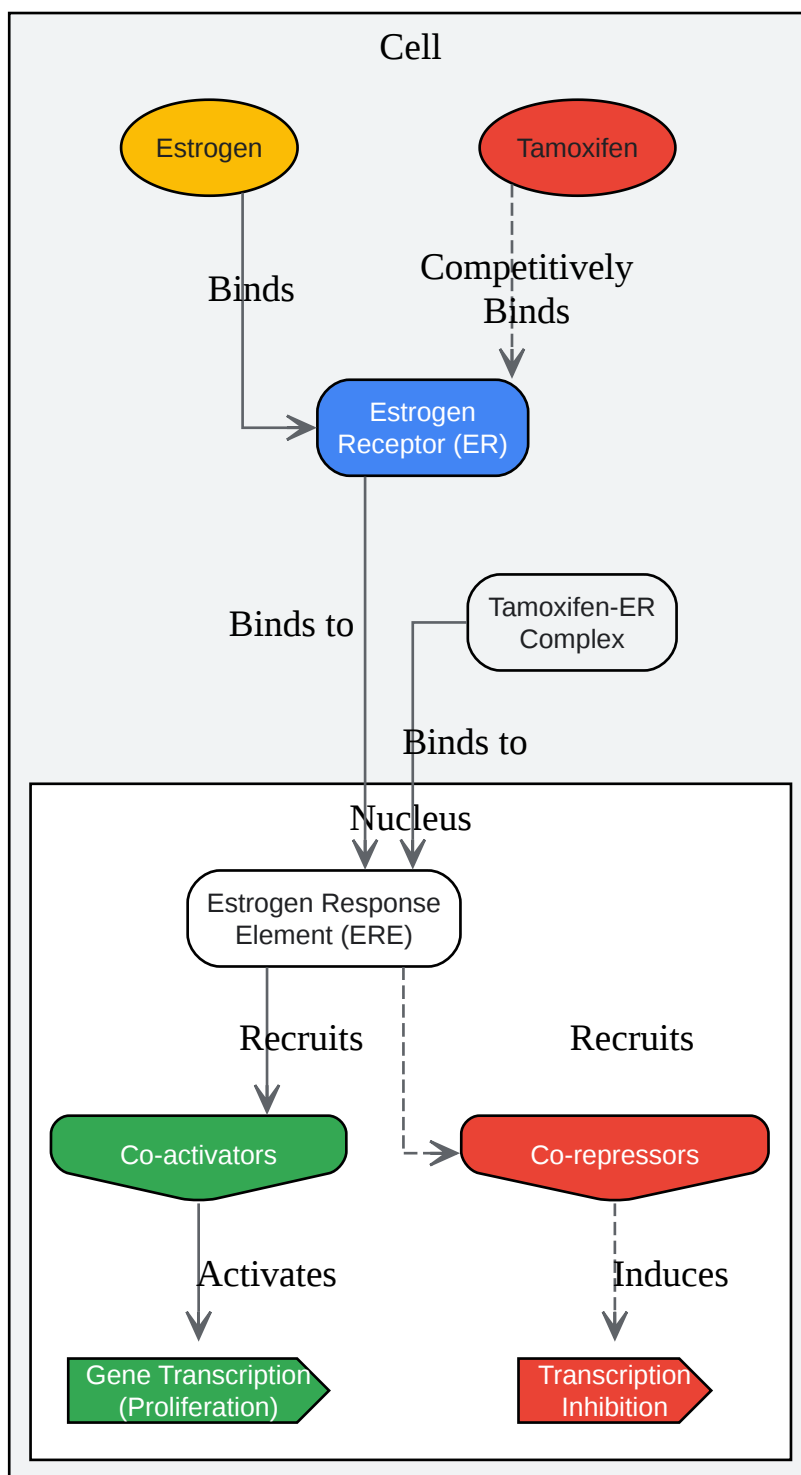 Cell
Estrogen
Tamoxifen
Binds
Competitively
Binds
Estrogen
Receptor (ER)
Binds to
Tamoxifen-ER
Complex
Binds to
Nucleus
Estrogen Response
Element (ERE)
Recruits
Recruits
Co-activators
Co-repressors
Activates
Induces
Gene Transcription
(Proliferation)
Transcription
Inhibition